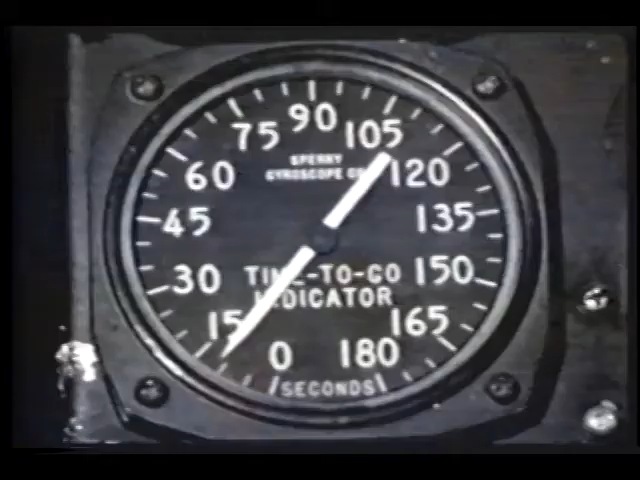 90
75
105
SPERRY
GYROSCOPE CO
60
120
45
135
TIME-TO-GO
INDICATOR
30
150
15
165
0
180
SECONDS